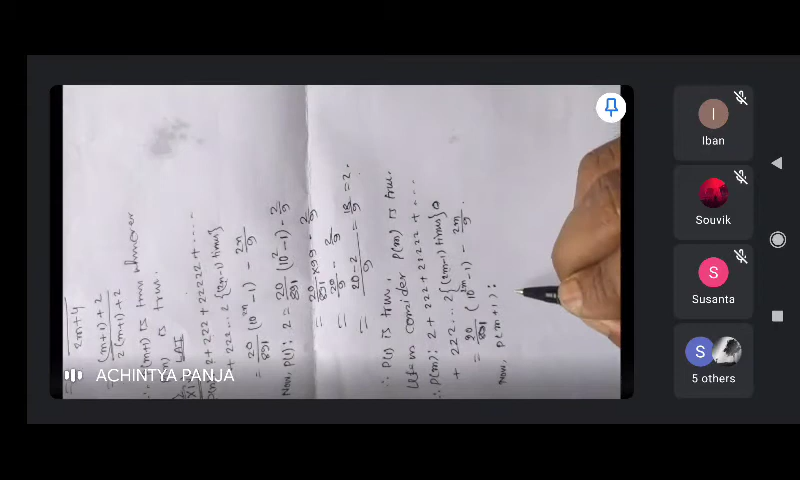 = 2m+4
= (m+1)+2 / 2(m+1)+2
∴ P(m+1) is true whenever
P(m) is true.
2+222+22222+....
+222...2{(2n-1) times}
= 20/891 (10^2n -1) - 2n/9
Now, P(1): 2 = 20/891 (10^2 -1) - 2/9
= 20/891 ×99 - 2/9
= 20/9 - 2/9
= 20-2/9 = 18/9 = 2.
∴ P(1) is true.
Let us consider P(m) is true.
∴ P(m): 2+222+22222+...
+ 222...2{(2m-1) times}
= 20/891 (10^2m -1) - 2m/9.
Now, P(m+1):
ACHINTYA PANJA
I
Iban
Souvik
S
Susanta
S
5 others